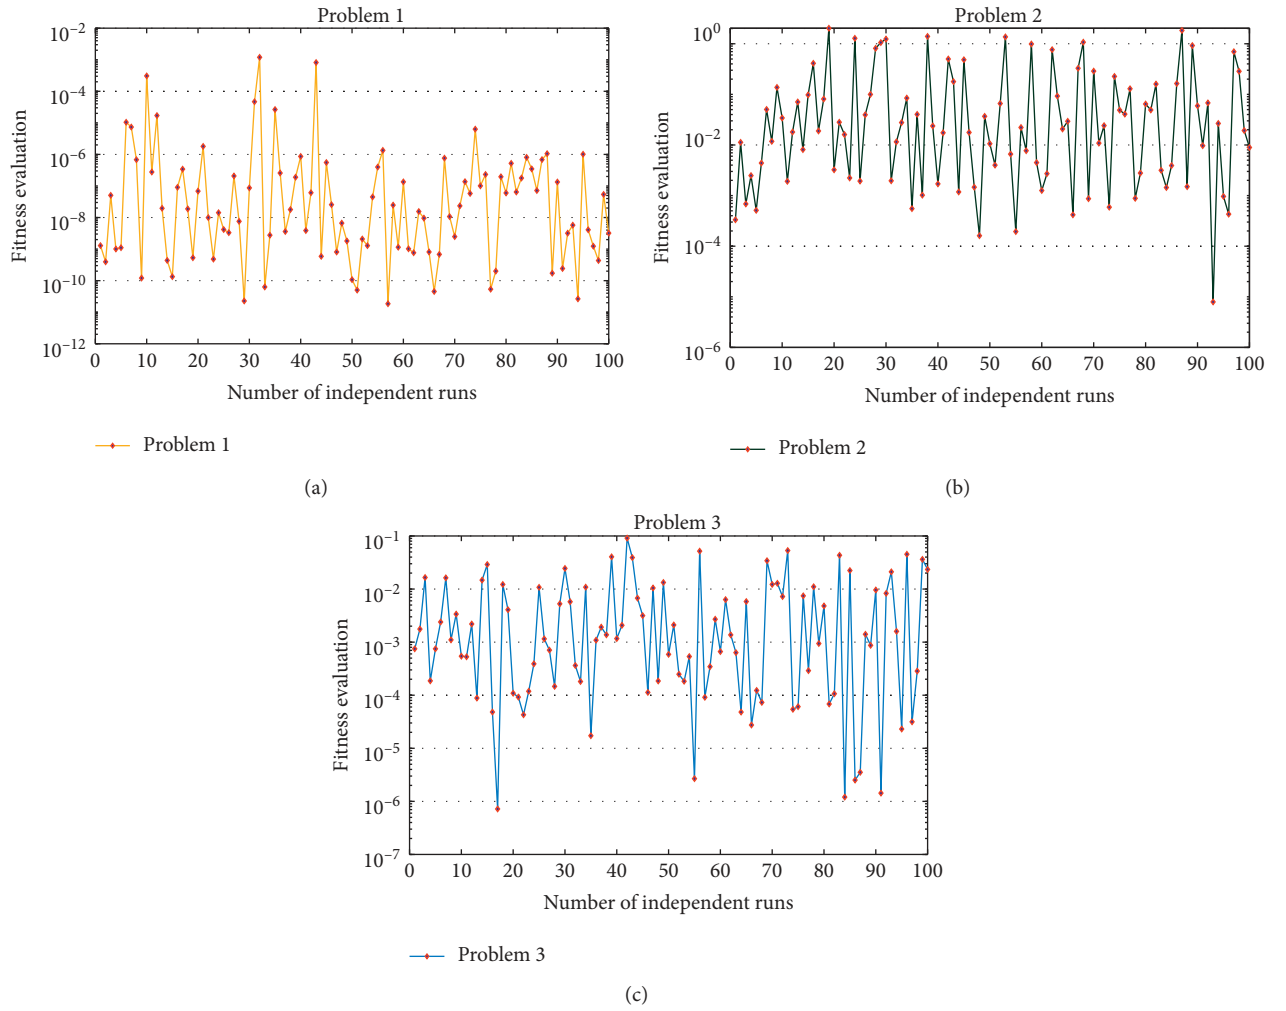 Problem 1
10⁻²
10⁻⁴
10⁻⁶
10⁻⁸
10⁻¹⁰
10⁻¹²
Fitness evaluation
0 10 20 30 40 50 60 70 80 90 100
Number of independent runs
Problem 1
(a)
Problem 2
10⁰
10⁻²
10⁻⁴
10⁻⁶
Fitness evaluation
0 10 20 30 40 50 60 70 80 90 100
Number of independent runs
Problem 2
(b)
Problem 3
10⁻¹
10⁻²
10⁻³
10⁻⁴
10⁻⁵
10⁻⁶
10⁻⁷
Fitness evaluation
0 10 20 30 40 50 60 70 80 90 100
Number of independent runs
Problem 3
(c)